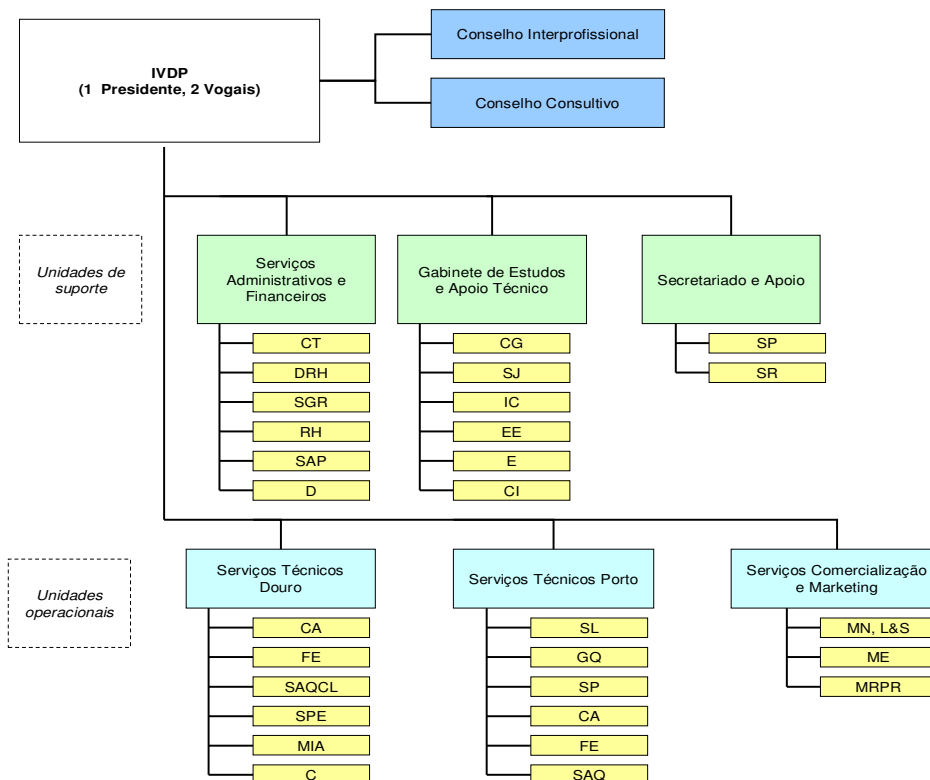 Conselho Interprofissional
IVDP
(1 Presidente, 2 Vogais)
Conselho Consultivo
Unidades de
suporte
Serviços
Administrativos e
Financeiros
CT
DRH
SGR
RH
SAP
D
Gabinete de Estudos
e Apoio Técnico
CG
SJ
IC
EE
E
CI
Secretariado e Apoio
SP
SR
Unidades
operacionais
Serviços Técnicos
Douro
CA
FE
SAQCL
SPE
MIA
C
Serviços Técnicos Porto
SL
GQ
SP
CA
FE
SAQ
Serviços Comercialização
e Marketing
MN, L&S
ME
MRPR